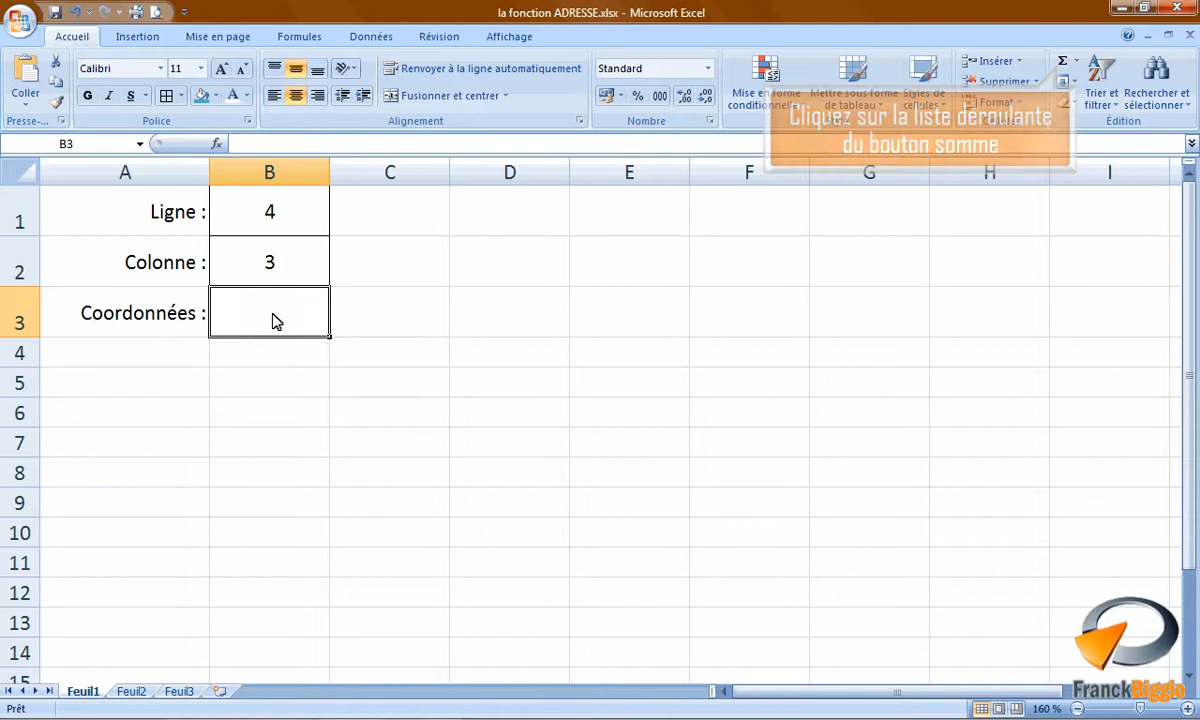 la fonction ADRESSE.xlsx - Microsoft Excel
Accueil Insertion Mise en page Formules Données Révision Affichage
Coller
Presse-...
Calibri 11
G I S
Police
Renvoyer à la ligne automatiquement
Fusionner et centrer
Alignement
Standard
% 000
Nombre
Mise en forme conditionnelle
Mettre sous forme de tableau
Styles de cellules
Insérer
Supprimer
Format
Σ
Trier et filtrer
Rechercher et sélectionner
Édition
Cliquez sur la liste déroulante
du bouton somme
B3 fx
A B C D E F G H I
1 Ligne : 4
2 Colonne : 3
3 Coordonnées :
4
5
6
7
8
9
10
11
12
13
14
15
Feuil1 Feuil2 Feuil3
FranckBiggio
Prêt 160 %